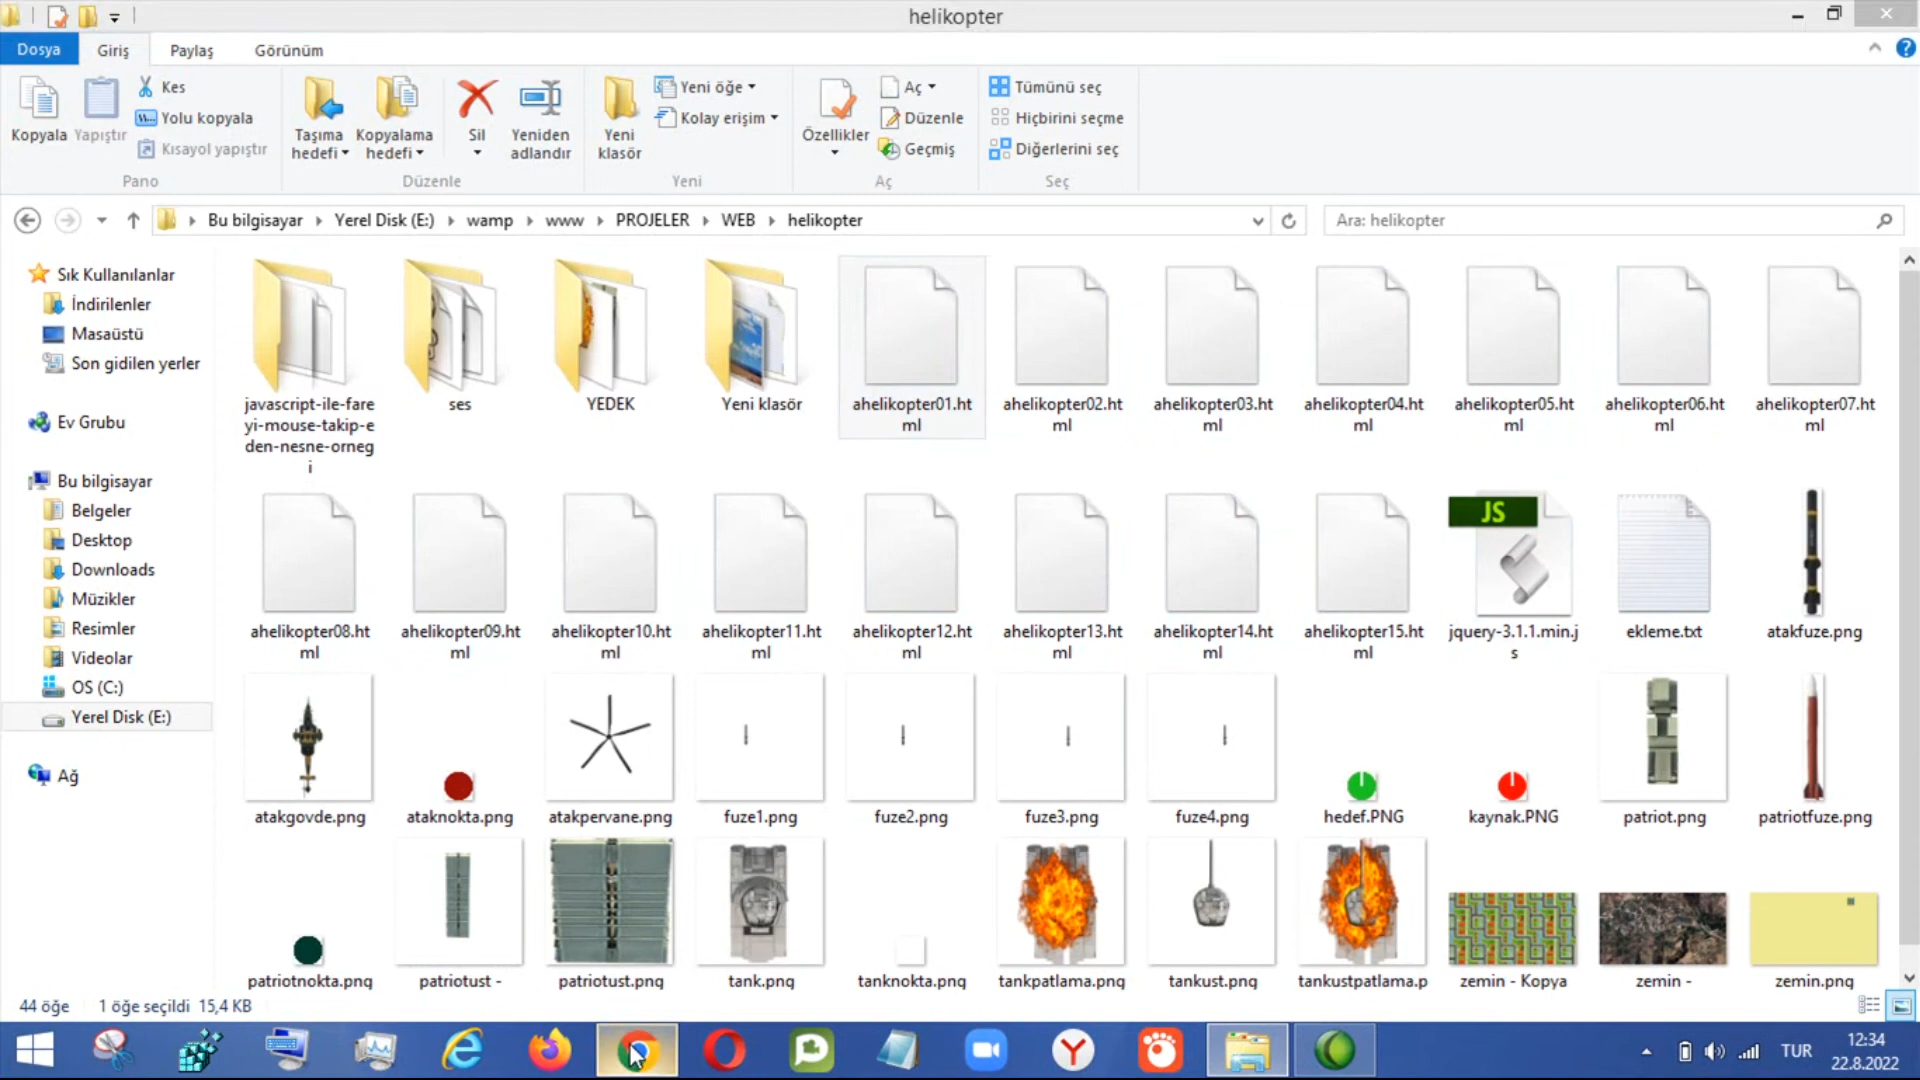 helikopter
Dosya
Giriş
Paylaş
Görünüm
Kopyala
Yapıştır
Kes
Yolu kopyala
Kısayol yapıştır
Pano
Taşıma
hedefi
Kopyalama
hedefi
Sil
Yeniden
adlandır
Düzenle
Yeni
klasör
Yeni öğe
Kolay erişim
Yeni
Özellikler
Aç
Düzenle
Geçmiş
Aç
Tümünü seç
Hiçbirini seçme
Diğerlerini seç
Seç
Bu bilgisayar
Yerel Disk (E:)
wamp
www
PROJELER
WEB
helikopter
Ara: helikopter
Sık Kullanılanlar
İndirilenler
Masaüstü
Son gidilen yerler
Ev Grubu
Bu bilgisayar
Belgeler
Desktop
Downloads
Müzikler
Resimler
Videolar
OS (C:)
Yerel Disk (E:)
Ağ
javascript-ile-fare
yi-mouse-takip-e
den-nesne-orneg
i
ses
YEDEK
Yeni klasör
ahelikopter01.ht
ml
ahelikopter02.ht
ml
ahelikopter03.ht
ml
ahelikopter04.ht
ml
ahelikopter05.ht
ml
ahelikopter06.ht
ml
ahelikopter07.ht
ml
ahelikopter08.ht
ml
ahelikopter09.ht
ml
ahelikopter10.ht
ml
ahelikopter11.ht
ml
ahelikopter12.ht
ml
ahelikopter13.ht
ml
ahelikopter14.ht
ml
ahelikopter15.ht
ml
JS
jquery-3.1.1.min.j
s
ekleme.txt
atakfuze.png
atakgovde.png
ataknokta.png
atakpervane.png
fuze1.png
fuze2.png
fuze3.png
fuze4.png
hedef.PNG
kaynak.PNG
patriot.png
patriotfuze.png
patriotnokta.png
patriotust -
patriotust.png
tank.png
tanknokta.png
tankpatlama.png
tankust.png
tankustpatlama.p
zemin - Kopya
zemin -
zemin.png
44 öğe
1 öğe seçildi 15,4 KB
TUR
12:34
22.8.2022